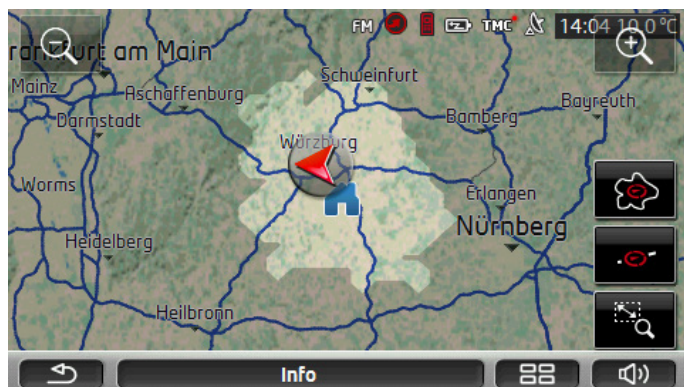 FM TMC 14:04 10.0°C
Frankfurt am Main
Mainz
Schweinfurt
Aschaffenburg
Bayreuth
Bamberg
Darmstadt
Würzburg
Worms
Erlangen
Nürnberg
Heidelberg
Heilbronn
Info